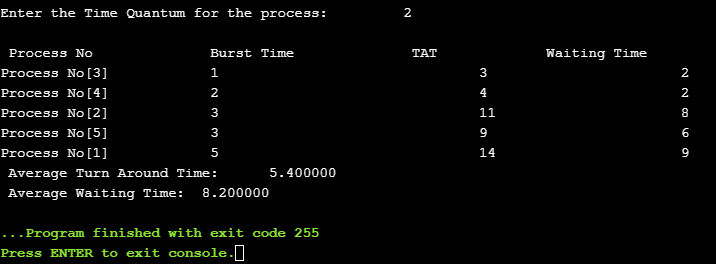 Enter the Time Quantum for the process: 2
Process No Burst Time TAT Waiting Time
Process No[3] 1 3 2
Process No[4] 2 4 2
Process No[2] 3 11 8
Process No[5] 3 9 6
Process No[1] 5 14 9
Average Turn Around Time: 5.400000
Average Waiting Time: 8.200000
...Program finished with exit code 255
Press ENTER to exit console.